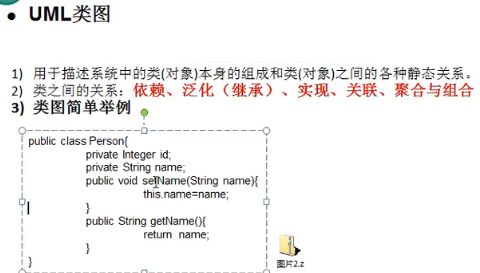 ● UML类图
1) 用于描述系统中的类(对象)本身的组成和类(对象)之间的各种静态关系。
2) 类之间的关系：依赖、泛化（继承）、实现、关联、聚合与组合
3) 类图简单举例
public class Person{
private Integer id;
private String name;
public void setName(String name){
this.name=name;
}
public String getName(){
return name;
}
}
图片2.z